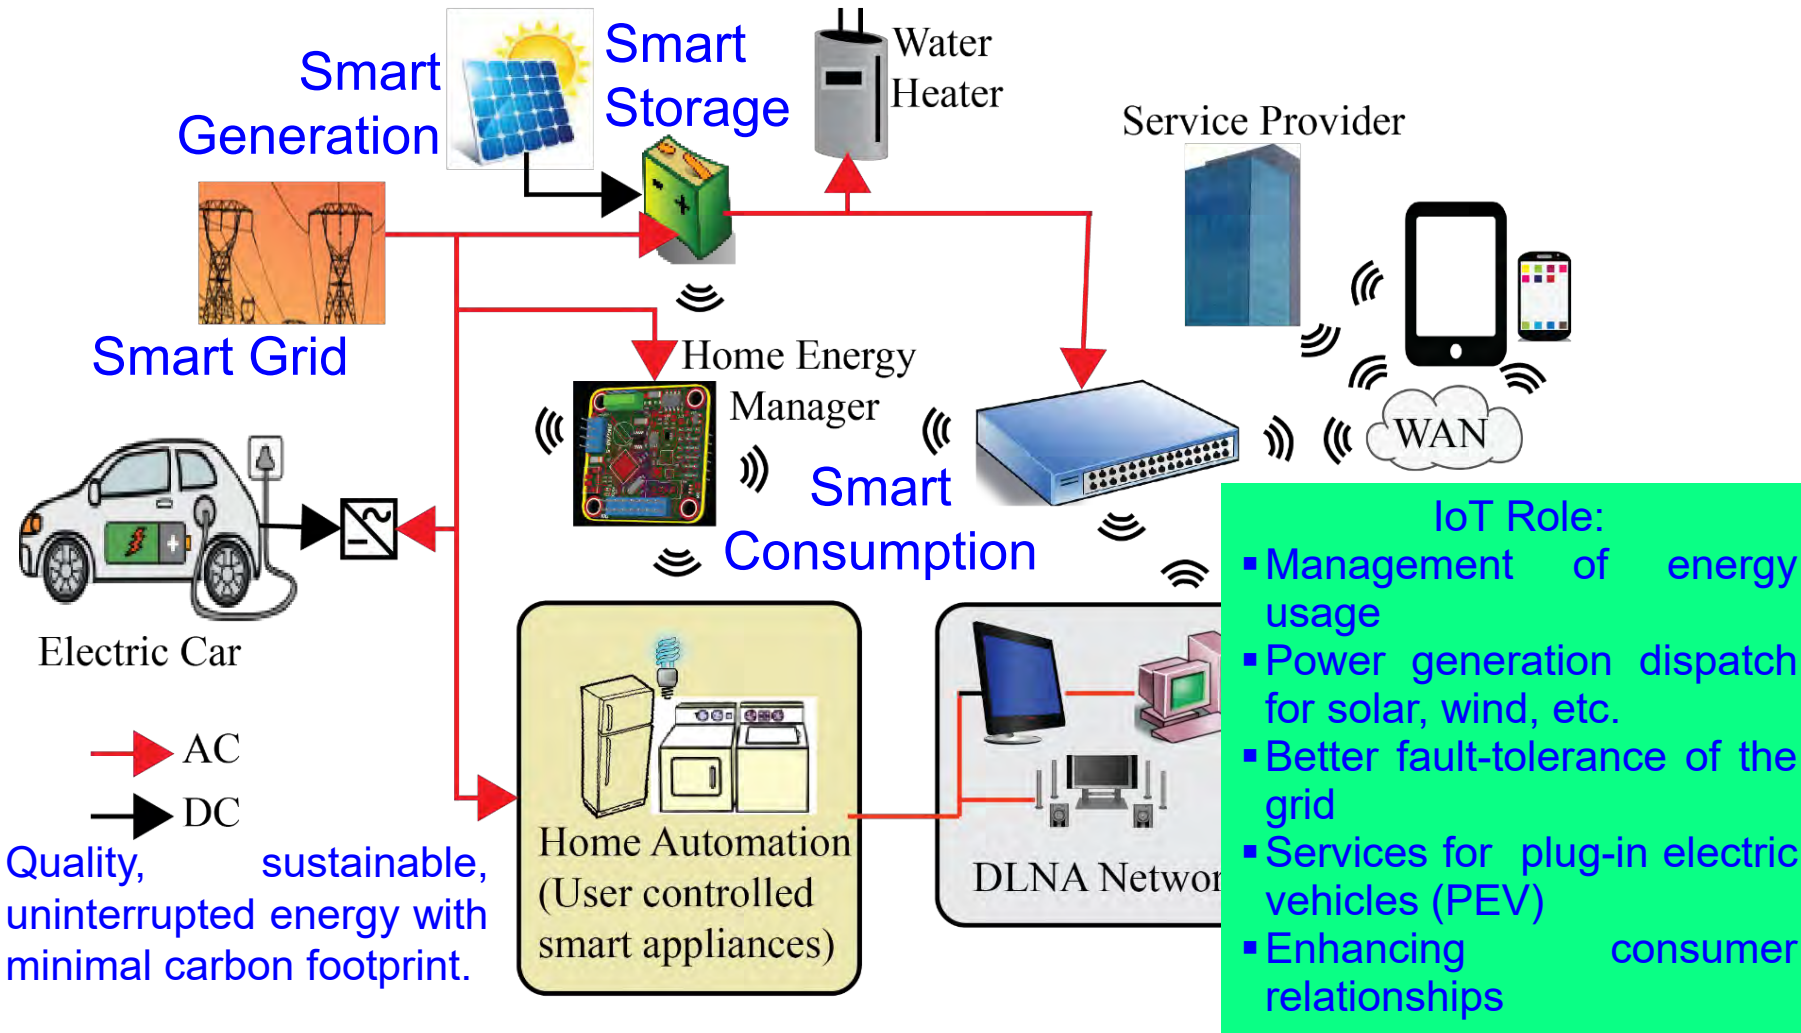 Smart
Generation
Smart
Storage
Water
Heater
Service Provider
Smart Grid
Home Energy
Manager
WAN
Smart
Consumption
Electric Car
AC
DC
Quality, sustainable,
uninterrupted energy with
minimal carbon footprint.
Home Automation
(User controlled
smart appliances)
DLNA Networ
IoT Role:
▪Management of energy
usage
▪Power generation dispatch
for solar, wind, etc.
▪Better fault-tolerance of the
grid
▪Services for plug-in electric
vehicles (PEV)
▪Enhancing consumer
relationships